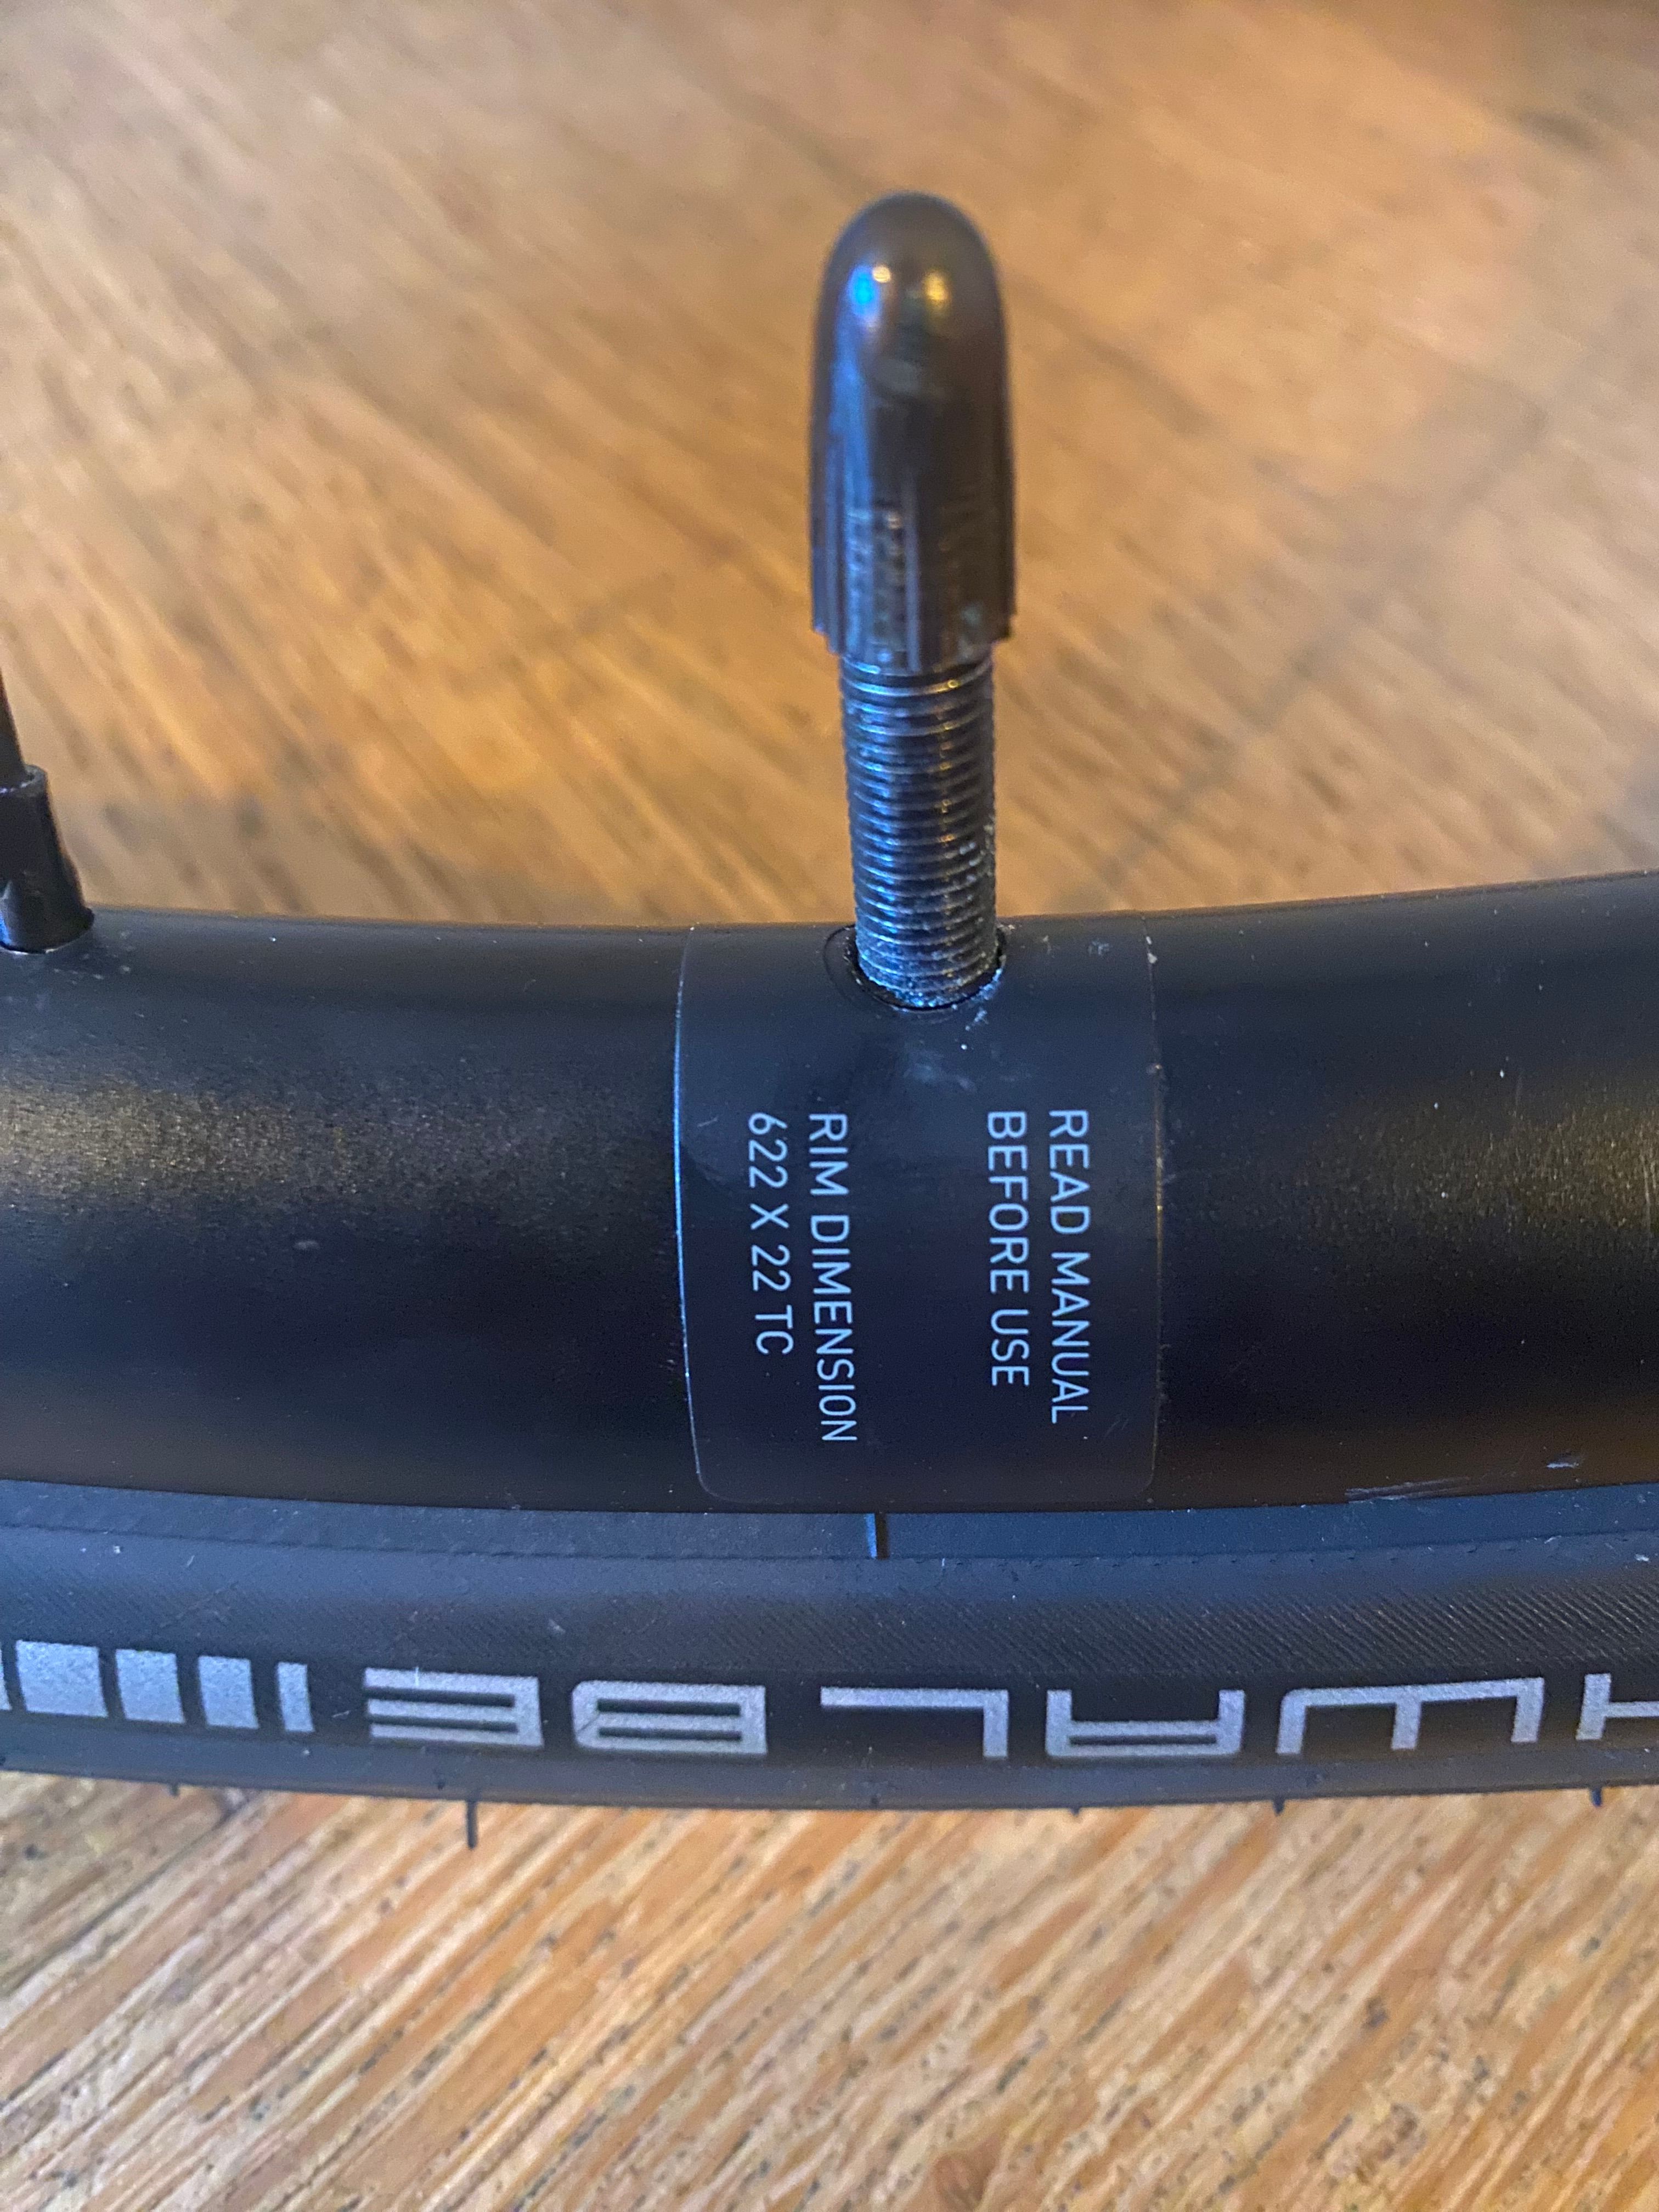 READ MANUAL
BEFORE USE
RIM DIMENSION
622 X 22 TC
HWALBE